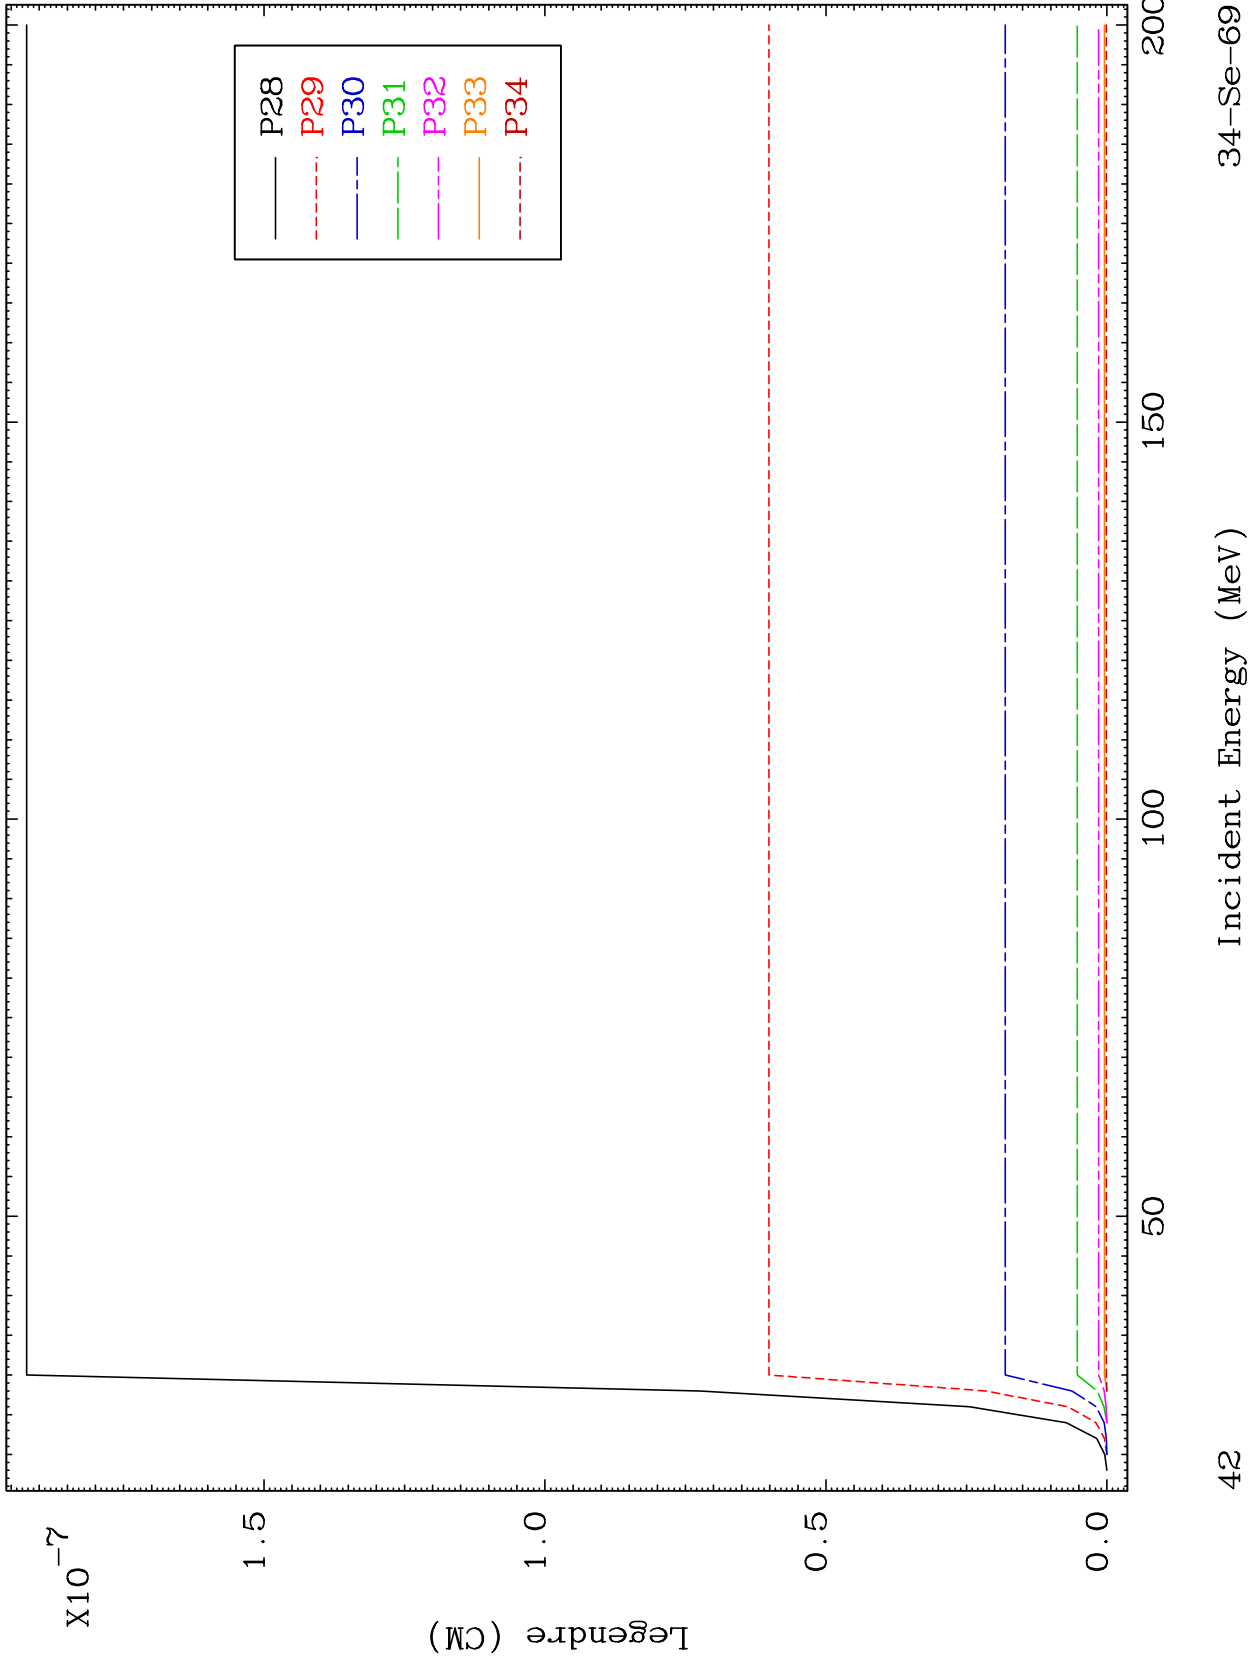 X10-7
1.5
1.0
0.5
0.0
Legendre (CM)
P28
P29
P30
P31
P32
P33
P34
50
100
150
200
Incident Energy (MeV)
42
34-Se-69